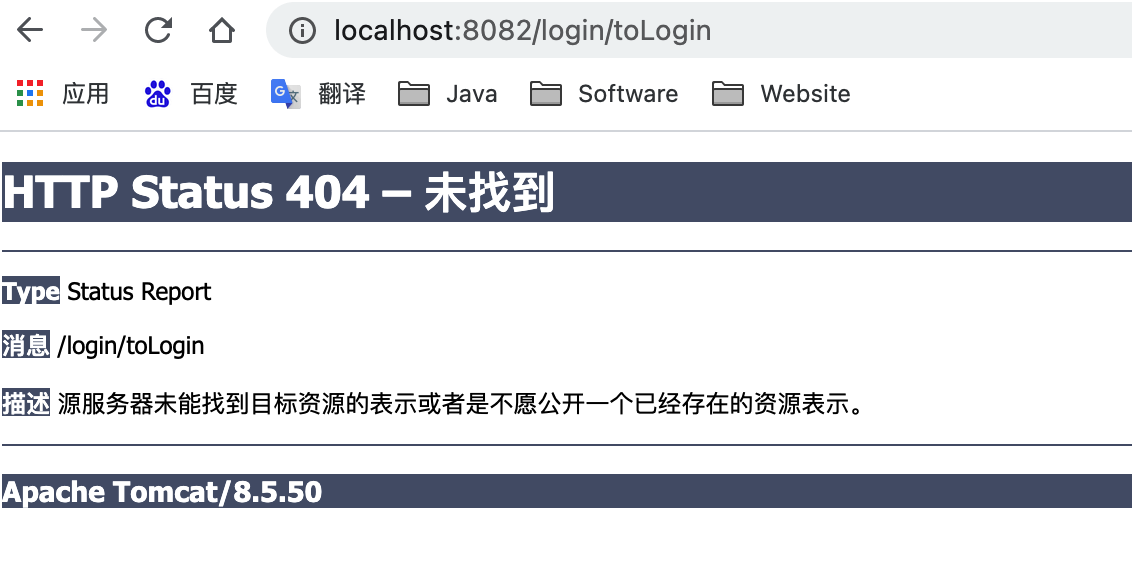 localhost:8082/login/toLogin
应用 百度 翻译 Java Software Website
HTTP Status 404 – 未找到
Type Status Report
消息 /login/toLogin
描述 源服务器未能找到目标资源的表示或者是不愿公开一个已经存在的资源表示。
Apache Tomcat/8.5.50